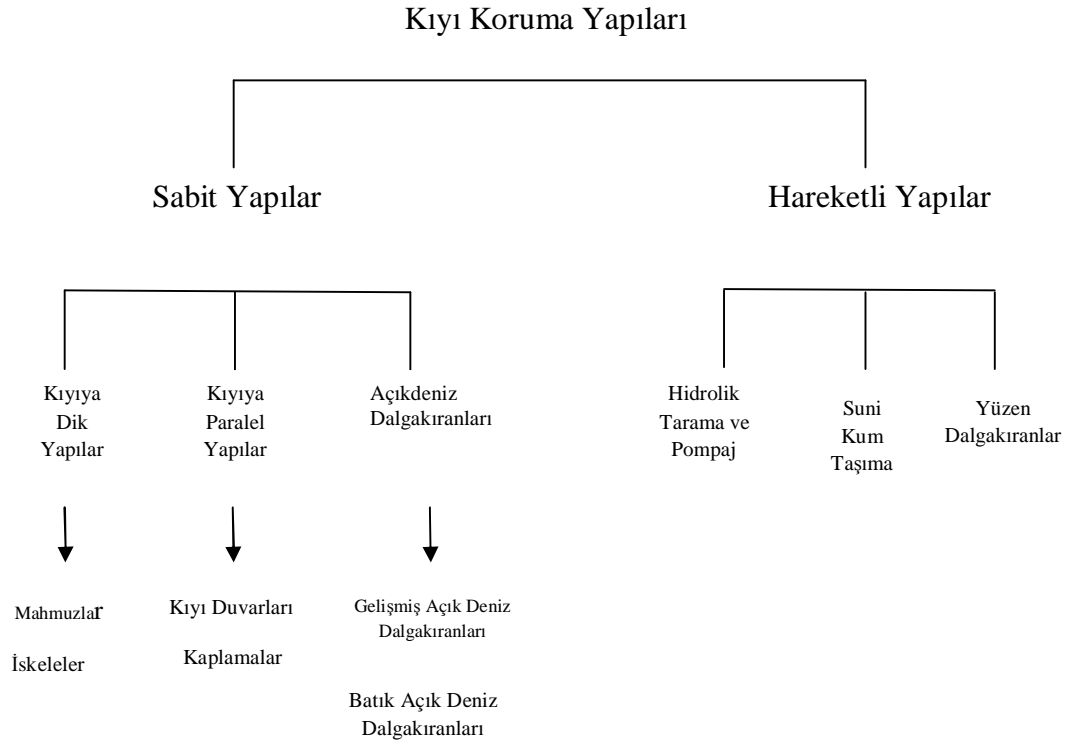 Kıyı Koruma Yapıları
Sabit Yapılar
Hareketli Yapılar
Kıyıya
Dik
Yapılar
Kıyıya
Paralel
Yapılar
Açıkdeniz
Dalgakıranları
Hidrolik
Tarama ve
Pompaj
Suni
Kum
Taşıma
Yüzen
Dalgakıranlar
Mahmuzlar
İskeleler
Kıyı Duvarları
Kaplamalar
Gelişmiş Açık Deniz
Dalgakıranları
Batık Açık Deniz
Dalgakıranları